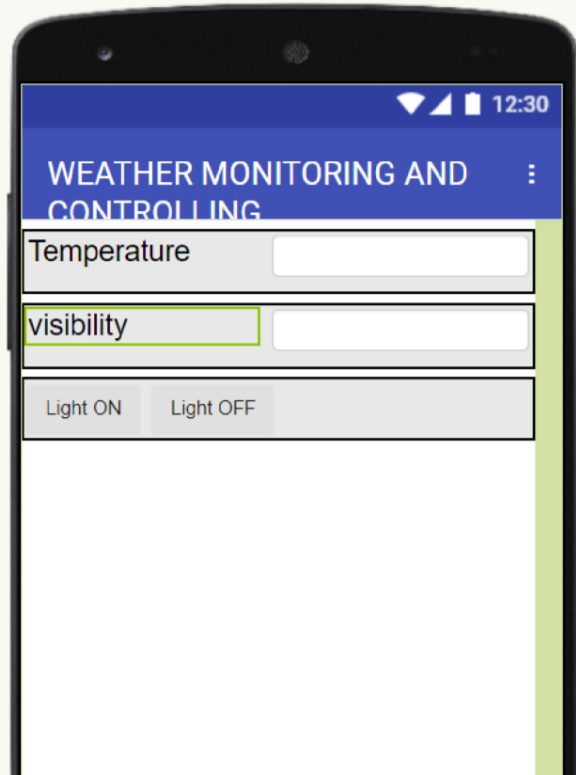 12:30
WEATHER MONITORING AND
CONTROLLING
Temperature
visibility
Light ON Light OFF